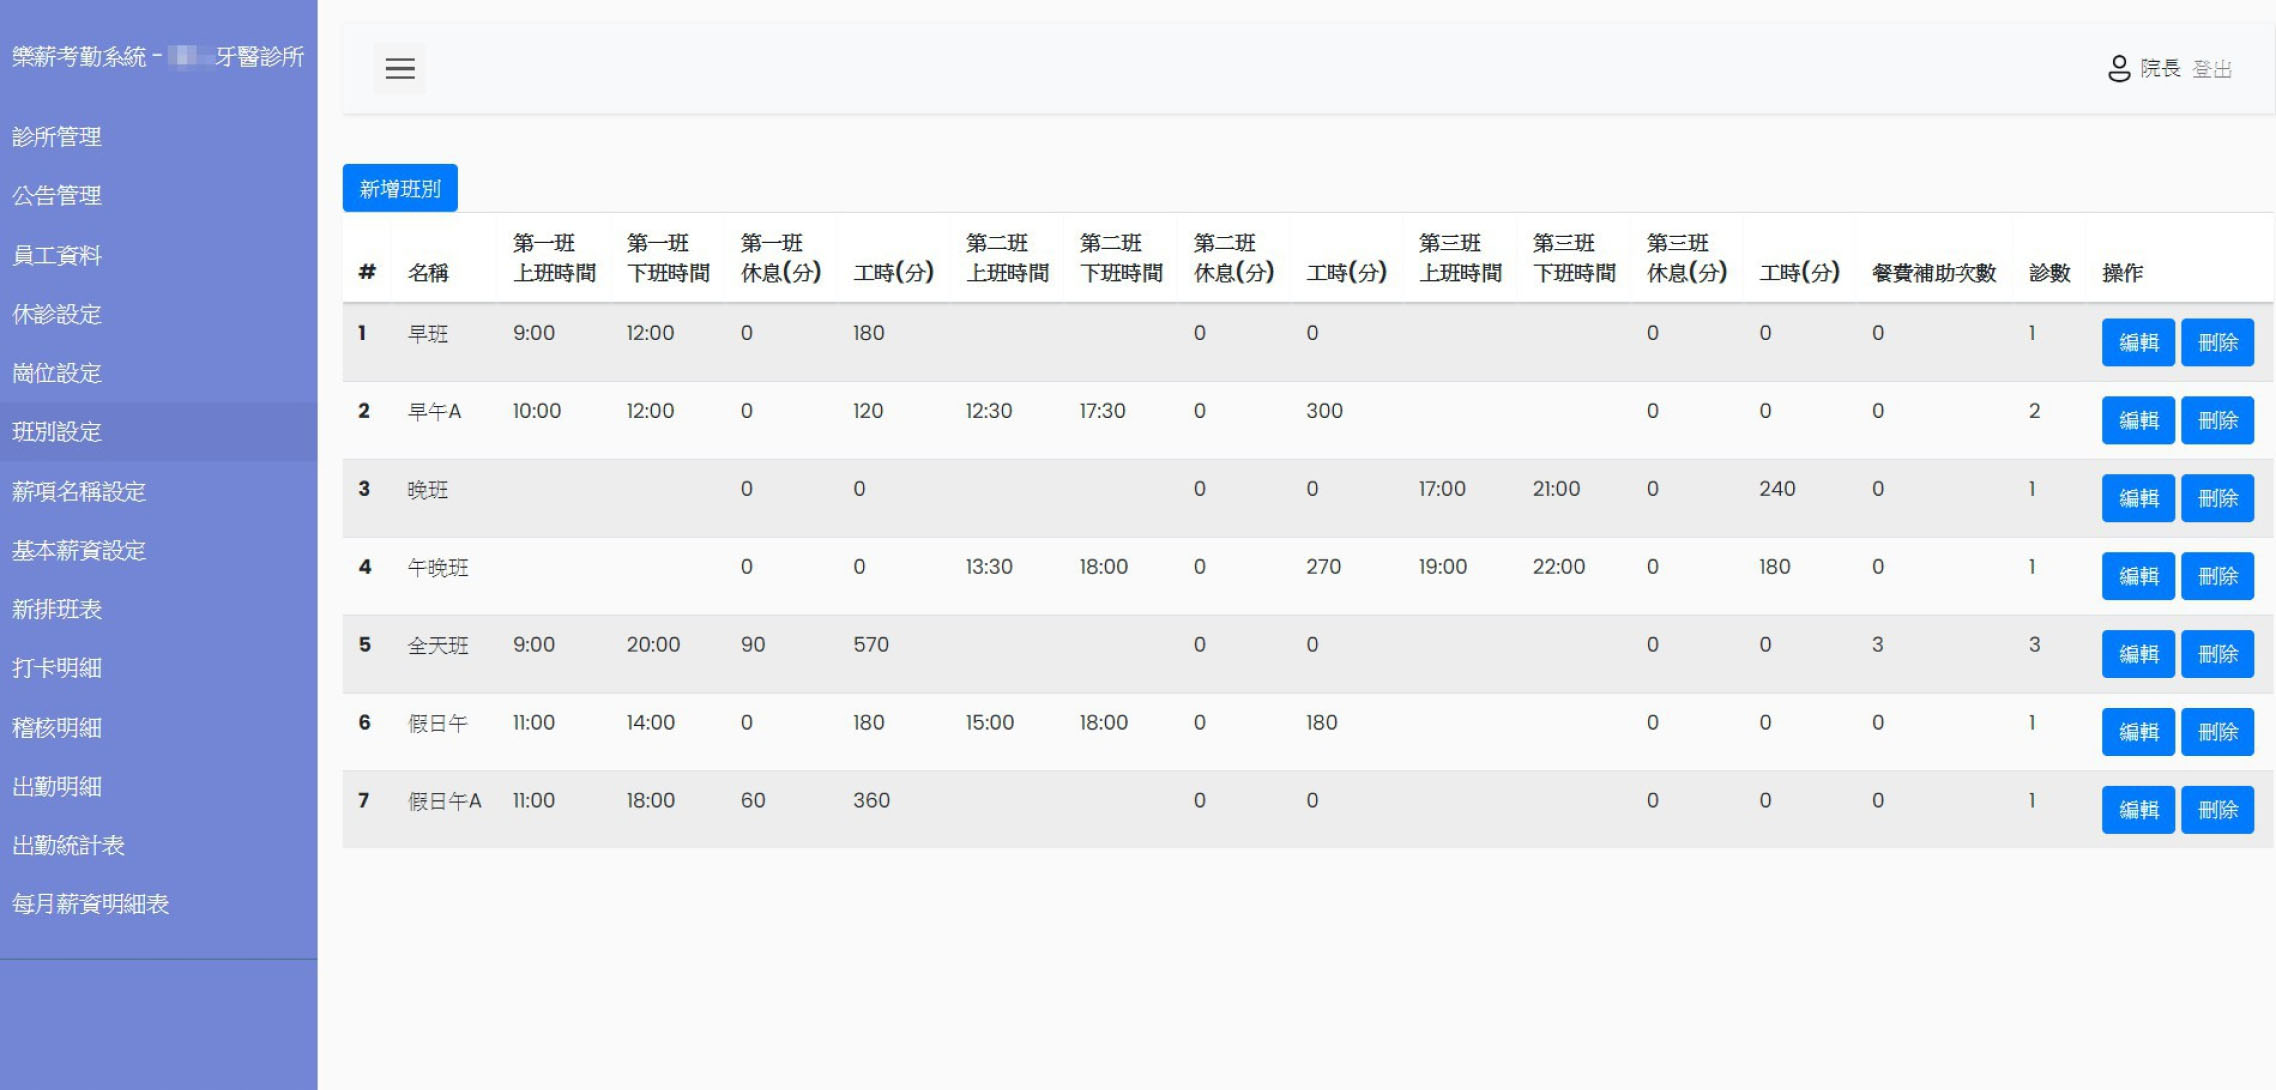 樂薪考勤系統 - 牙醫診所
院長 登出
診所管理
公告管理
員工資料
休診設定
崗位設定
班別設定
薪項名稱設定
基本薪資設定
新排班表
打卡明細
稽核明細
出勤明細
出勤統計表
每月薪資明細表
新增班別
# 名稱 第一班上班時間 第一班下班時間 第一班休息(分) 工時(分) 第二班上班時間 第二班下班時間 第二班休息(分) 工時(分) 第三班上班時間 第三班下班時間 第三班休息(分) 工時(分) 餐費補助次數 診數 操作
1 早班 9:00 12:00 0 180 0 0 0 0 0 1 編輯 刪除
2 早午A 10:00 12:00 0 120 12:30 17:30 0 300 0 0 0 2 編輯 刪除
3 晚班 0 0 0 0 17:00 21:00 0 240 0 1 編輯 刪除
4 午晚班 0 0 13:30 18:00 0 270 19:00 22:00 0 180 0 1 編輯 刪除
5 全天班 9:00 20:00 90 570 0 0 0 0 3 3 編輯 刪除
6 假日午 11:00 14:00 0 180 15:00 18:00 0 180 0 0 0 1 編輯 刪除
7 假日午A 11:00 18:00 60 360 0 0 0 0 0 1 編輯 刪除